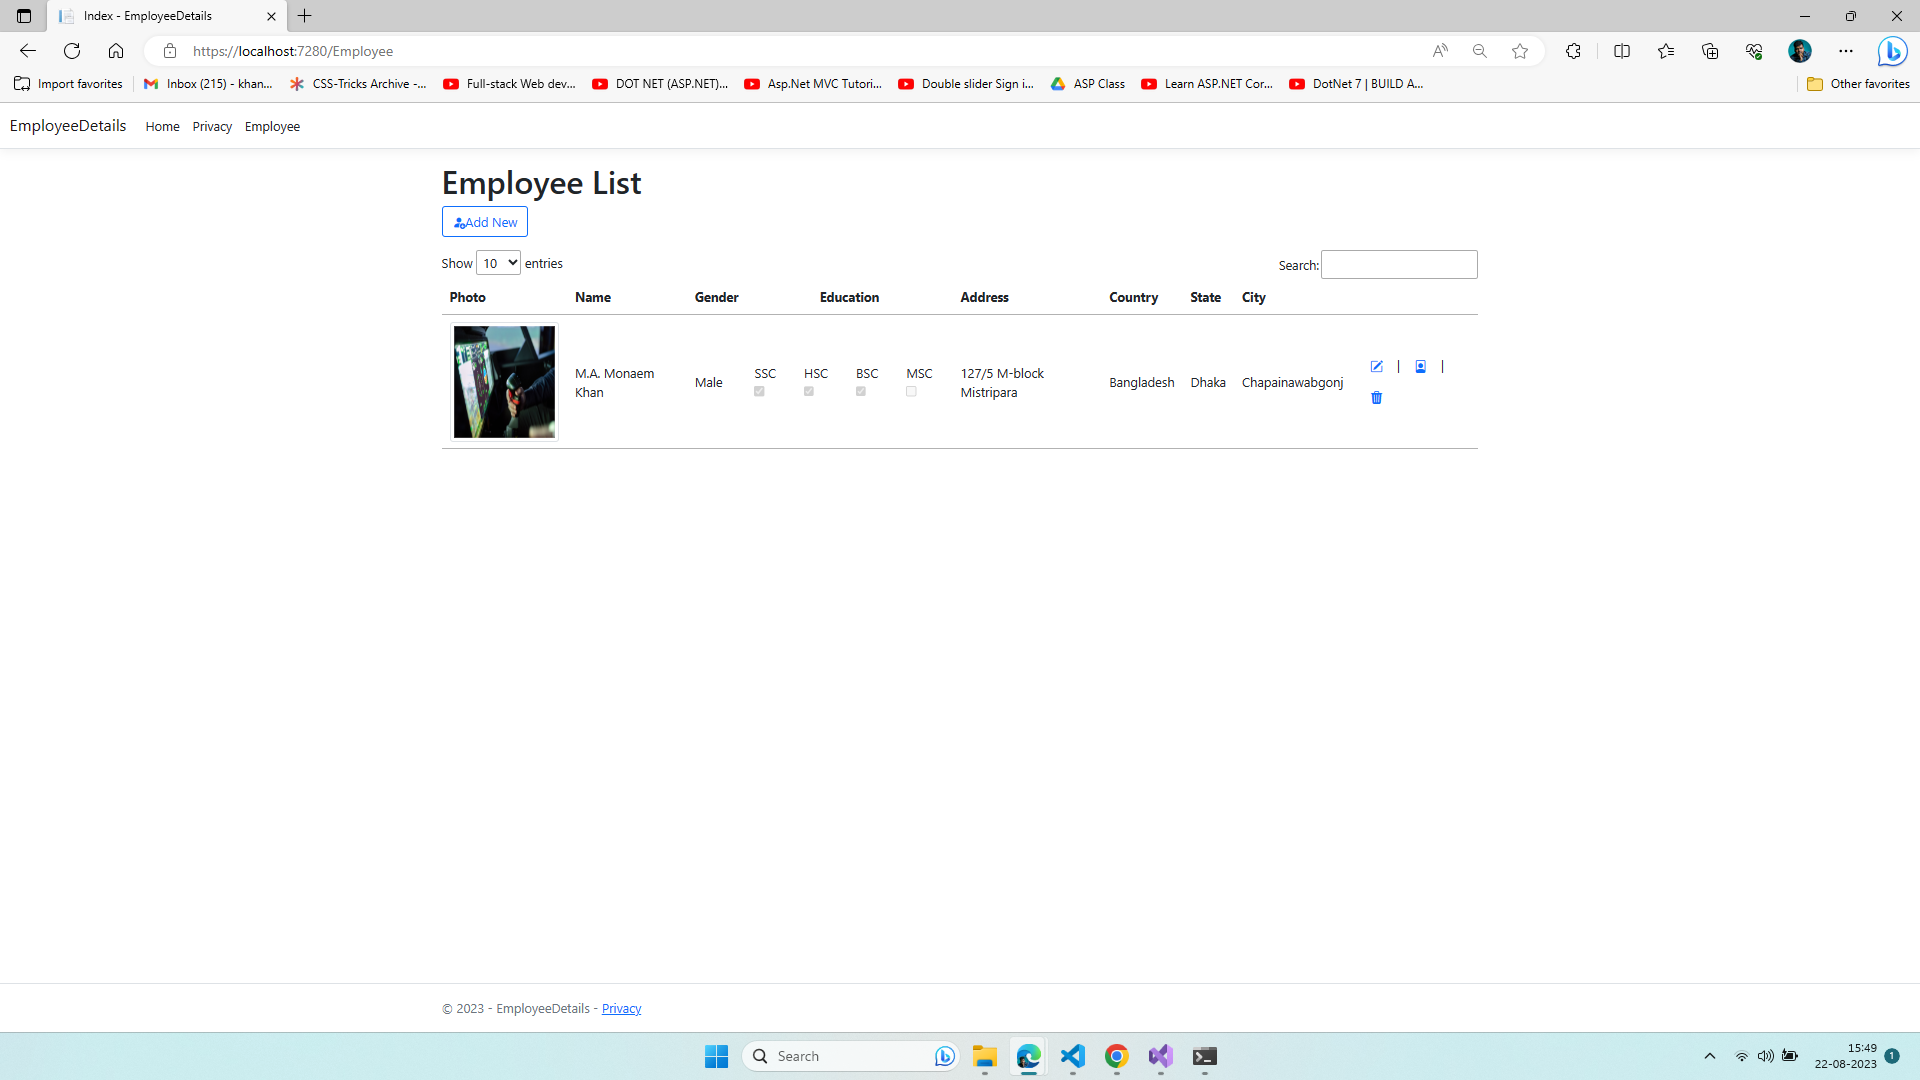 Index - EmployeeDetails
https://localhost:7280/Employee
Import favorites
Inbox (215) - khan...
CSS-Tricks Archive -...
Full-stack Web dev...
DOT NET (ASP.NET)...
Asp.Net MVC Tutori...
Double slider Sign i...
ASP Class
Learn ASP.NET Cor...
DotNet 7 | BUILD A...
Other favorites
EmployeeDetails Home Privacy Employee
Employee List
Add New
Show 10 entries
Search:
Photo Name Gender Education Address Country State City
M.A. Monaem
Khan
Male
SSC HSC BSC MSC
127/5 M-block
Mistripara
Bangladesh
Dhaka
Chapainawabgonj
| |
© 2023 - EmployeeDetails - Privacy
Search
15:49
22-08-2023
1